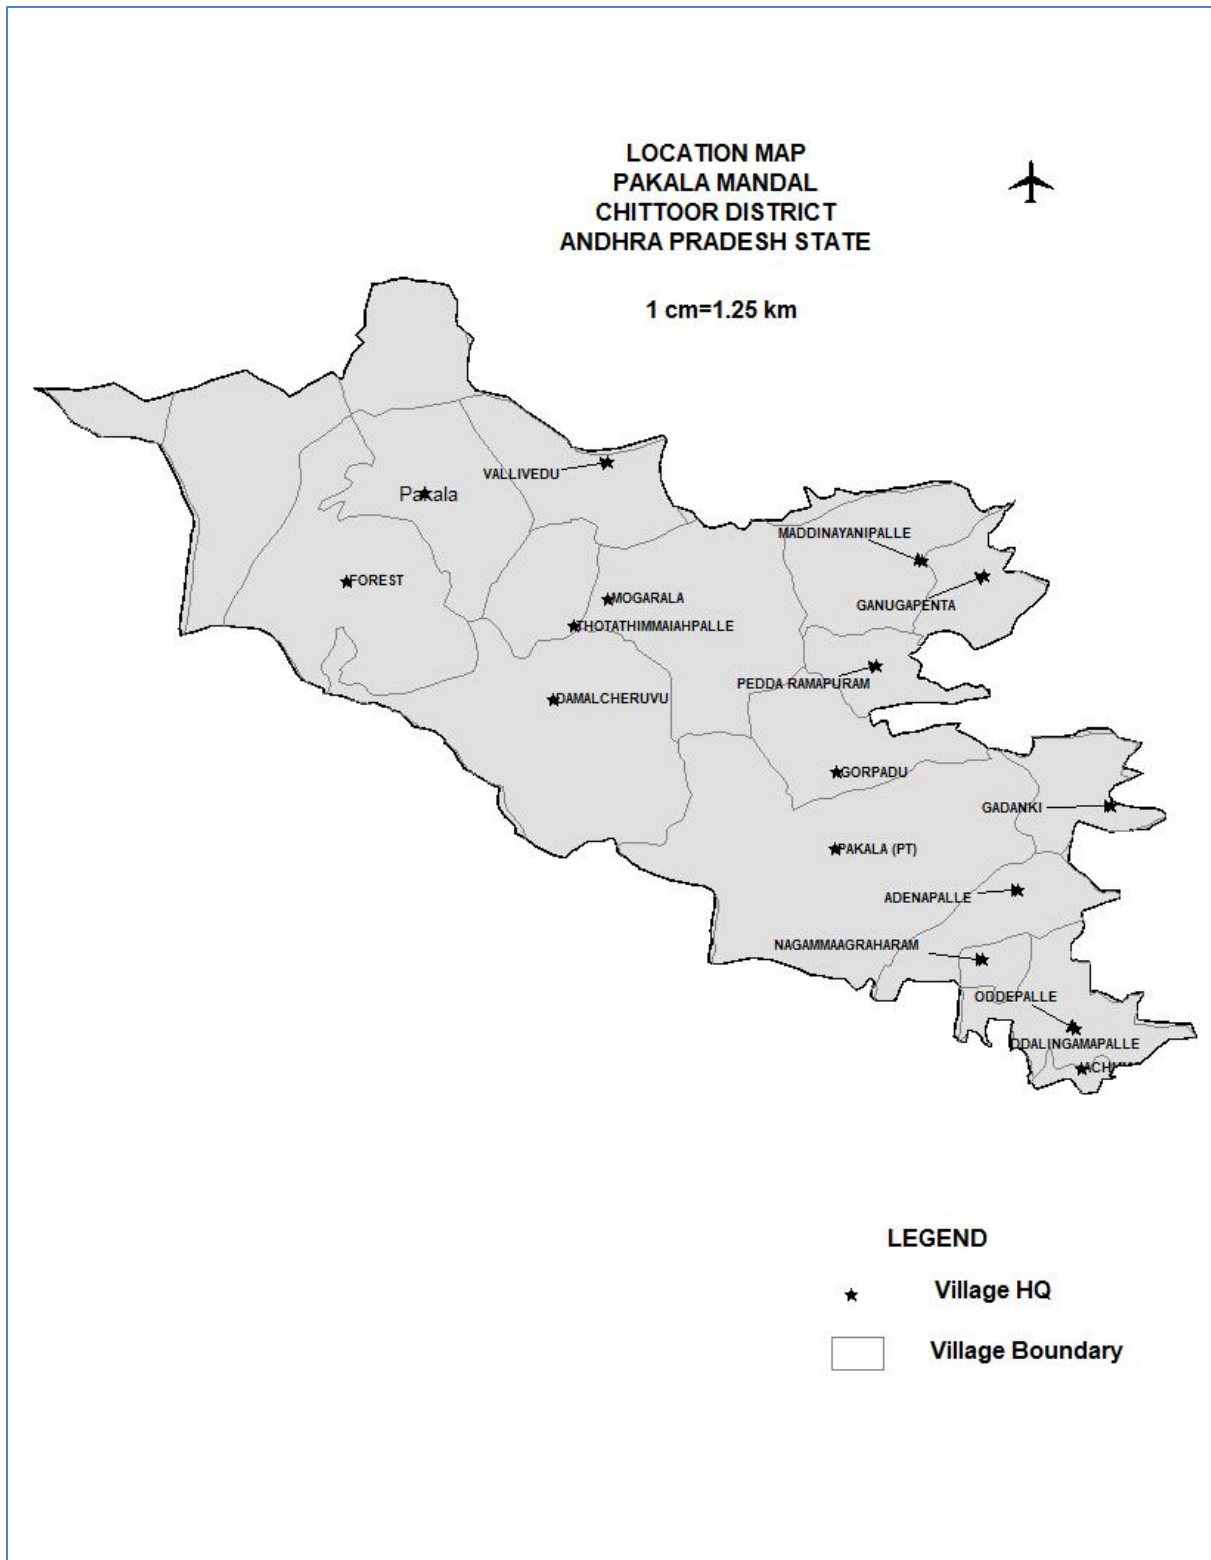 LOCATION MAP
PAKALA MANDAL
CHITTOOR DISTRICT
ANDHRA PRADESH STATE
1 cm=1.25 km
VALLIVEDU
Pakala
MADDINAYANIPALLE
FOREST
MOGARALA
GANUGAPENTA
THOTATHIMMAIAHPALLE
PEDDA RAMAPURAM
DAMALCHERUVU
GORPADU
GADANKI
PAKALA (PT)
ADENAPALLE
NAGAMMAAGRAHARAM
ODDEPALLE
DDALINGAMAPALLE
LEGEND
Village HQ
Village Boundary